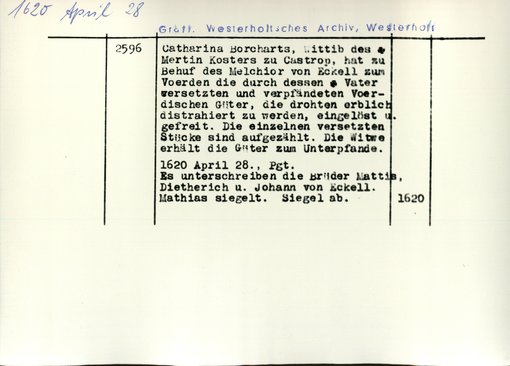 1620 April 28
Gräfl. Westerholtsches Archiv, Westerholt
2596
Catharina Borcharts, Wittib des
Mertin Kosters zu Castrop, hat zu
Behuf des Melchior von Eckell zum
Voerden die durch dessen Vater
versetzten und verpfändeten Voer-
dischen Güter, die drohten erblich
distrahiert zu werden, eingelöst u.
gefreit. Die einzelnen versetzten
Stücke sind aufgezählt. Die Witwe
erhält die Güter zum Unterpfande.
1620 April 28., Pgt.
Es unterschreiben die Brüder Mattis,
Dietherich u. Johann von Eckell.
Mathias siegelt. Siegel ab. 1620